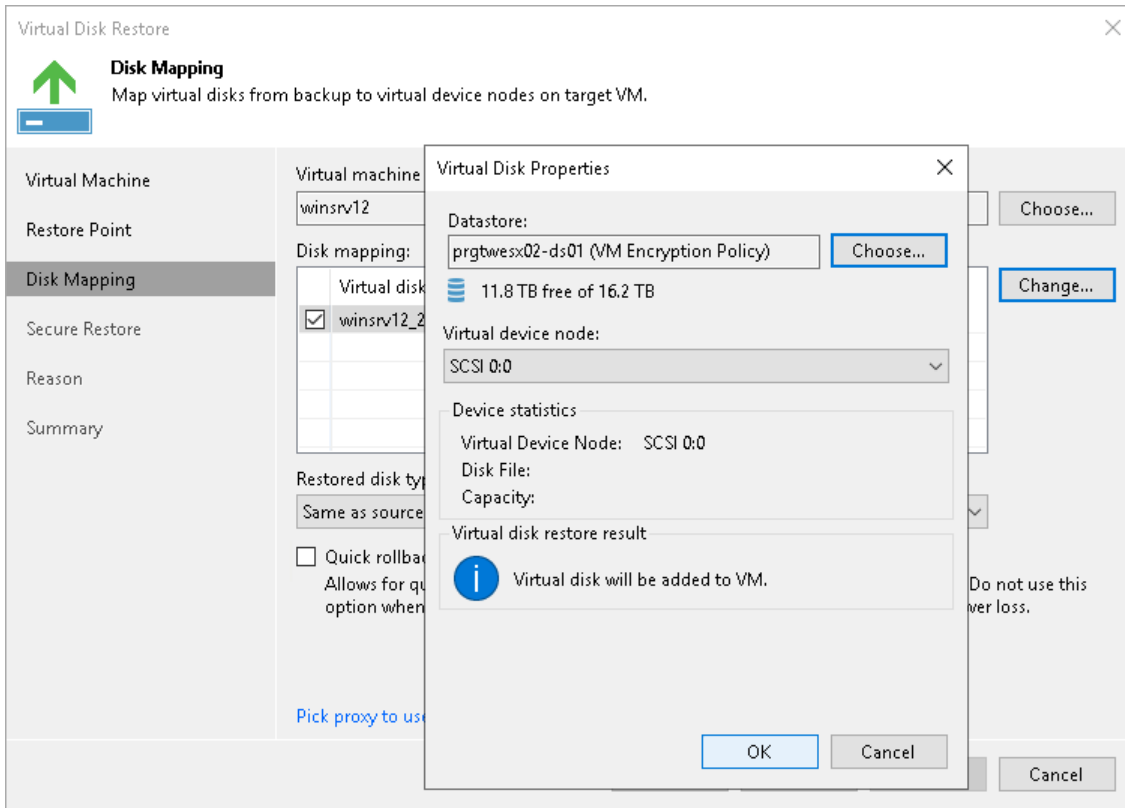 Virtual Disk Restore
Disk Mapping
Map virtual disks from backup to virtual device nodes on target VM.
Virtual Machine
Restore Point
Disk Mapping
Secure Restore
Reason
Summary
Virtual machine
winsrv12
Choose...
Disk mapping:
Virtual disk
winsrv12_2
Change...
Restored disk
Same as source
Quick
Allows for
option when
Do not use this
loss.
Pick proxy to
Cancel
Virtual Disk Properties
Datastore:
prgtwesx02-ds01 (VM Encryption Policy)
Choose...
11.8 TB free of 16.2 TB
Virtual device node:
SCSI 0:0
Device statistics
Virtual Device Node: SCSI 0:0
Disk File:
Capacity:
Virtual disk restore result
i
Virtual disk will be added to VM.
OK
Cancel